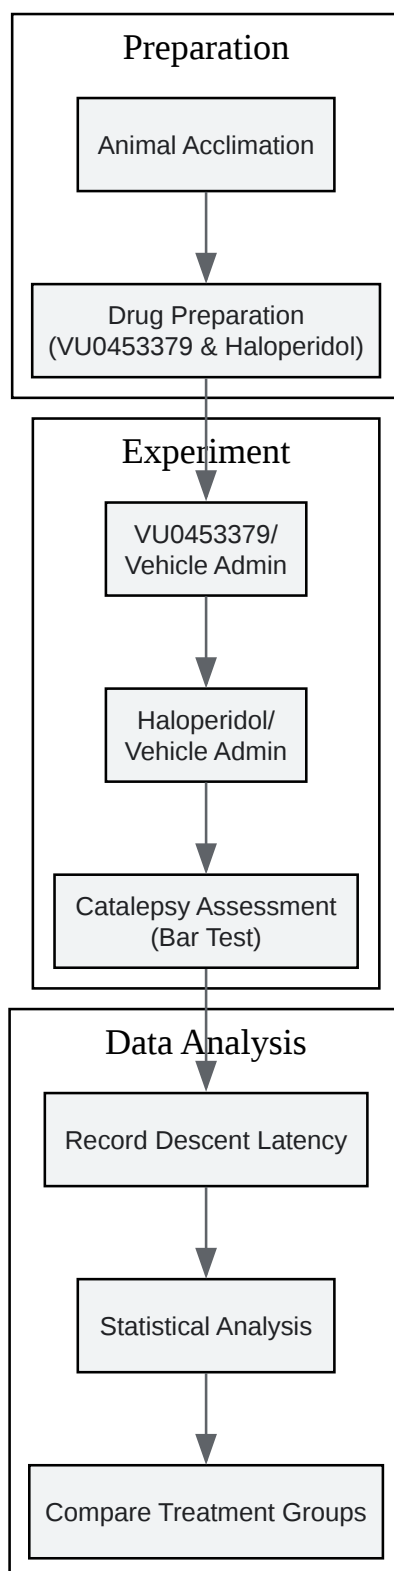 Preparation
Animal Acclimation
Drug Preparation
(VU0453379 & Haloperidol)
Experiment
VU0453379/
Vehicle Admin
Haloperidol/
Vehicle Admin
Catalepsy Assessment
(Bar Test)
Data Analysis
Record Descent Latency
Statistical Analysis
Compare Treatment Groups